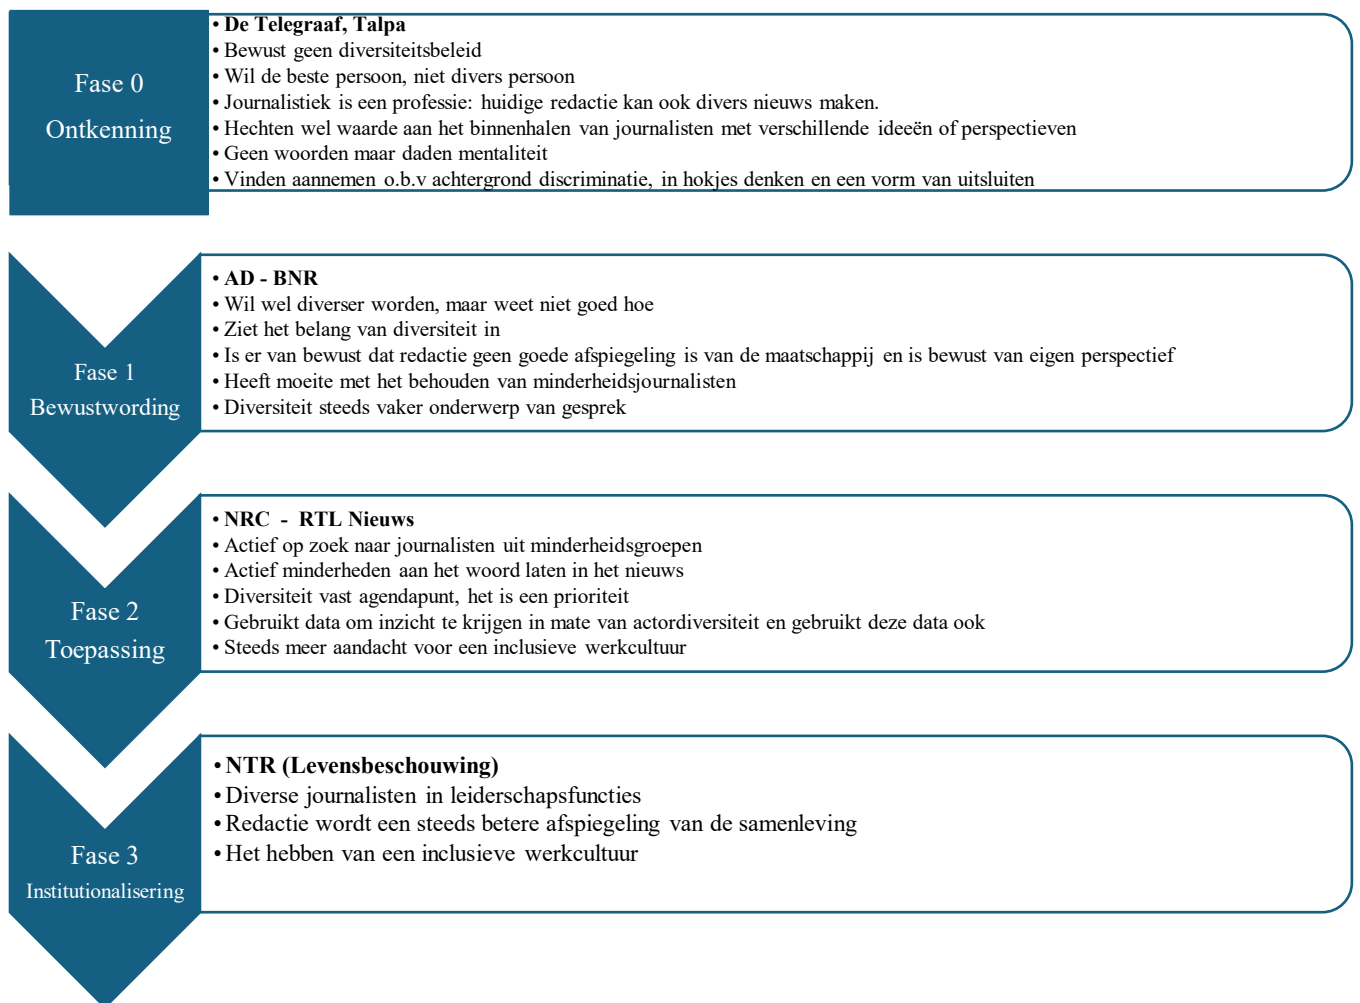 Fase 0
Ontkenning
• De Telegraaf, Talpa
• Bewust geen diversiteitsbeleid
• Wil de beste persoon, niet divers persoon
• Journalistiek is een professie: huidige redactie kan ook divers nieuws maken.
• Hechten wel waarde aan het binnenhalen van journalisten met verschillende ideeën of perspectieven
• Geen woorden maar daden mentaliteit
• Vinden aannemen o.b.v achtergrond discriminatie, in hokjes denken en een vorm van uitsluiten
Fase 1
Bewustwording
• AD - BNR
• Wil wel diverser worden, maar weet niet goed hoe
• Ziet het belang van diversiteit in
• Is er van bewust dat redactie geen goede afspiegeling is van de maatschappij en is bewust van eigen perspectief
• Heeft moeite met het behouden van minderheidsjournalisten
• Diversiteit steeds vaker onderwerp van gesprek
Fase 2
Toepassing
• NRC - RTL Nieuws
• Actief op zoek naar journalisten uit minderheidsgroepen
• Actief minderheden aan het woord laten in het nieuws
• Diversiteit vast agendapunt, het is een prioriteit
• Gebruikt data om inzicht te krijgen in mate van actordiversiteit en gebruikt deze data ook
• Steeds meer aandacht voor een inclusieve werkcultuur
Fase 3
Institutionalisering
• NTR (Levensbeschouwing)
• Diverse journalisten in leiderschapsfuncties
• Redactie wordt een steeds betere afspiegeling van de samenleving
• Het hebben van een inclusieve werkcultuur